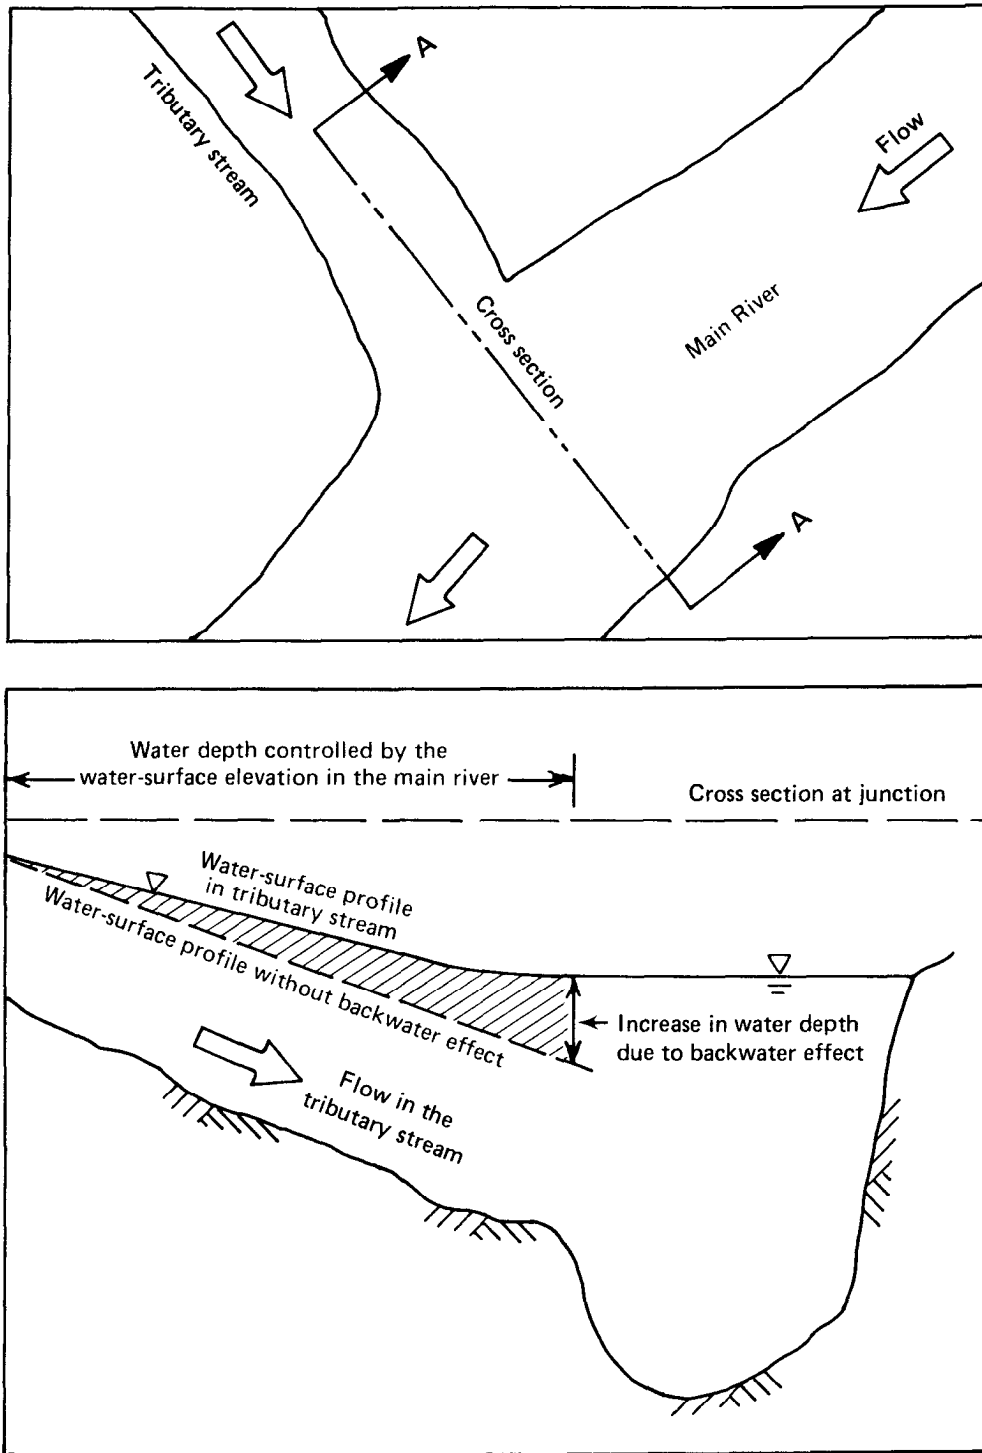 A
Tributary stream
Flow
Main River
Cross section
A
Water depth controlled by the
water-surface elevation in the main river
Cross section at junction
Water-surface profile
in tributary stream
Water-surface profile without backwater effect
Increase in water depth
due to backwater effect
Flow in the
tributary stream